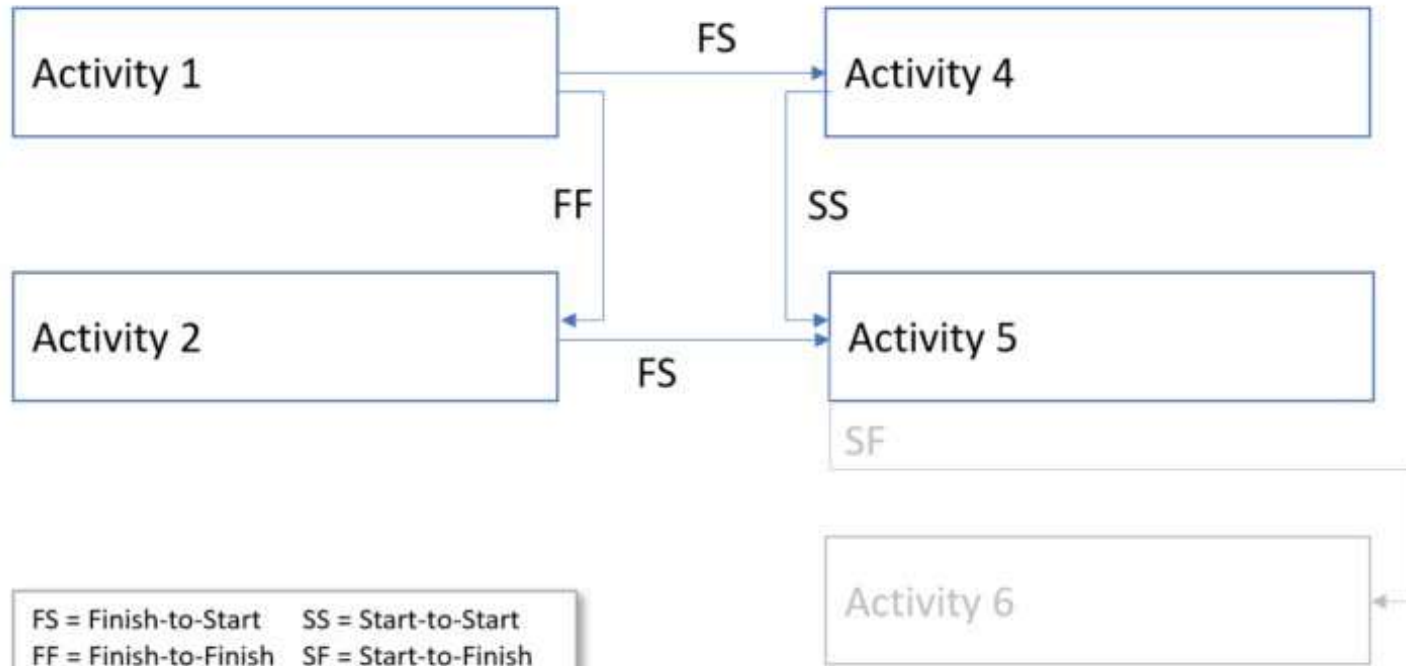 FS
Activity 1
Activity 4
FF
SS
Activity 2
Activity 5
FS
SF
Activity 6
FS = Finish-to-Start SS = Start-to-Start
FF = Finish-to-Finish SF = Start-to-Finish